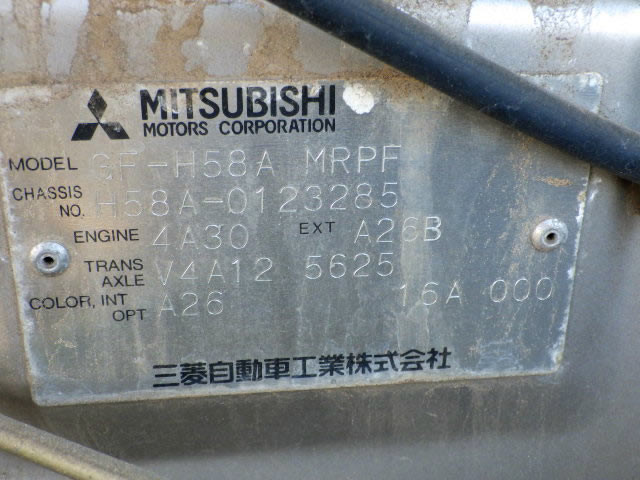 MITSUBISHI
MOTORS CORPORATION
MODEL GF-H58A MRPF
CHASSIS NO. H58A-0123285
ENGINE 4A30 EXT A26B
TRANS AXLE V4A12 5625
COLOR, INT OPT A26 16A 000
三菱自動車工業株式会社